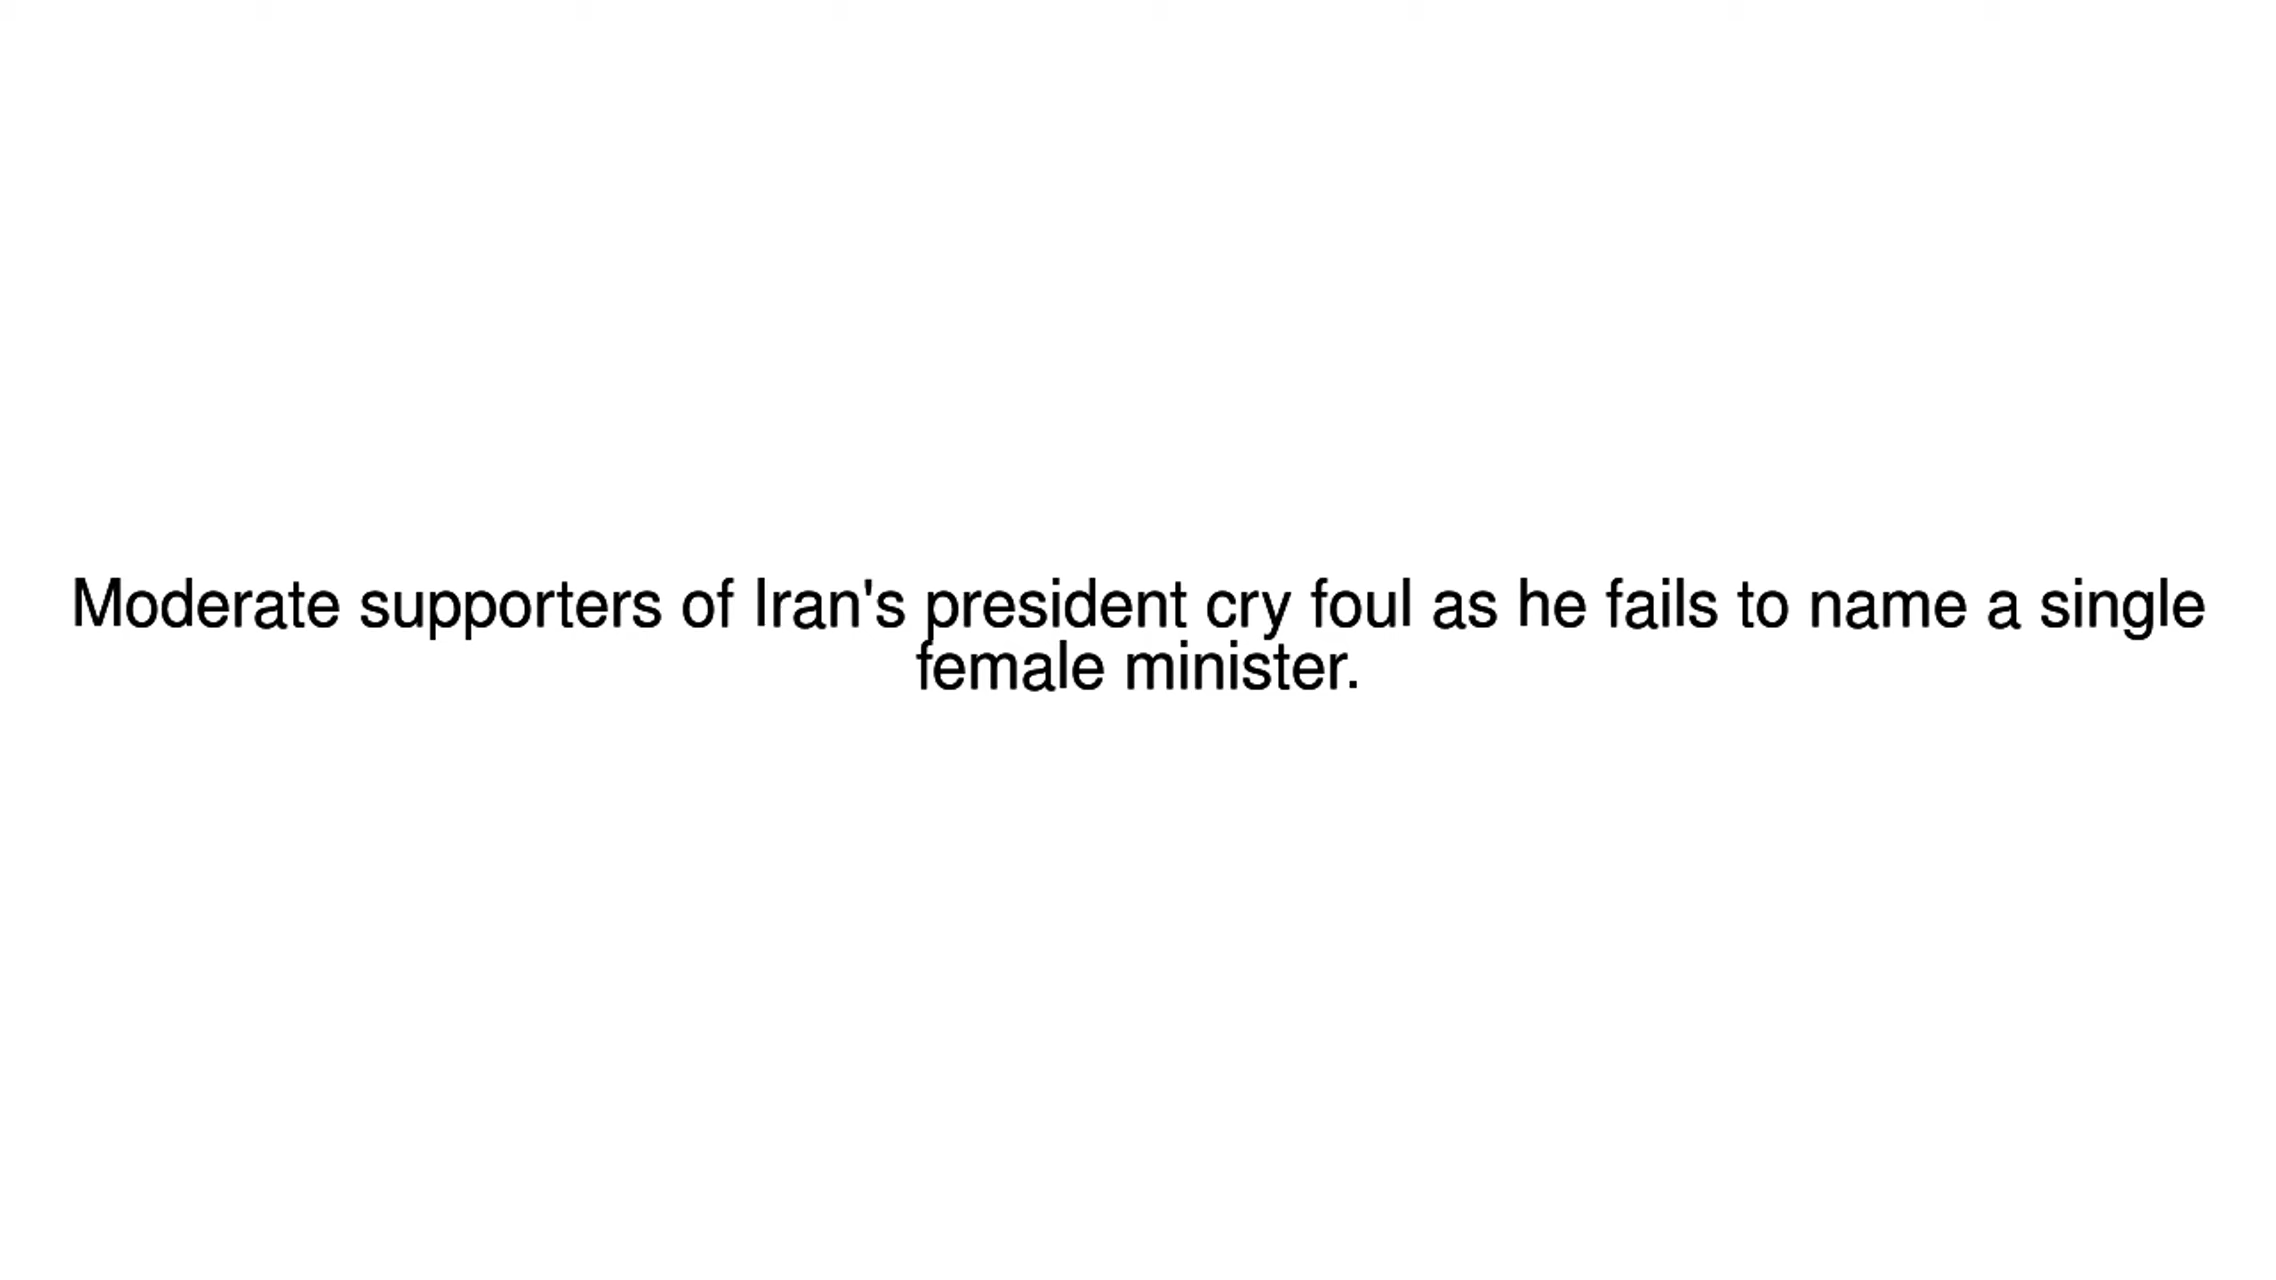 Moderate supporters of Iran's president cry foul as he fails to name a single
female minister.